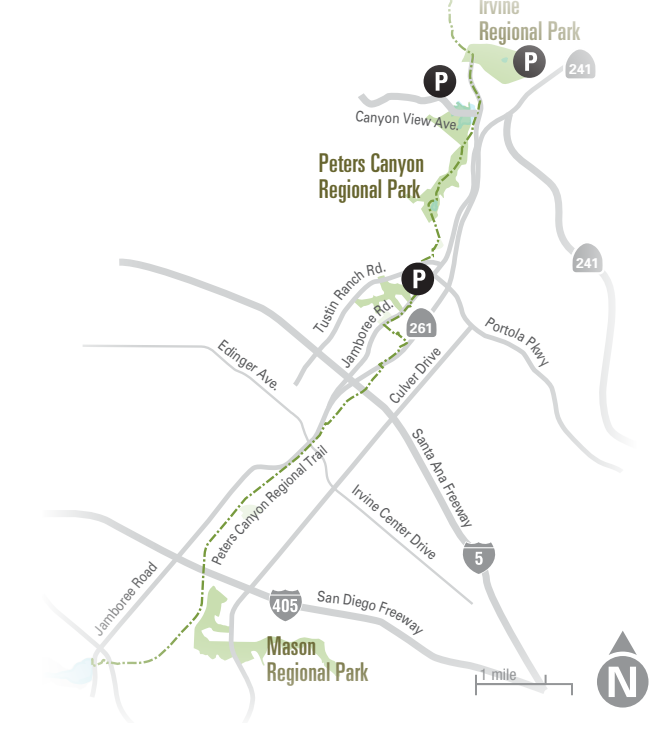 Irvine
Regional Park
P
P
241
Canyon View Ave.
Peters Canyon
Regional Park
241
P
Tustin Ranch Rd.
Jamboree Rd.
261
Portola Pkwy
Edinger Ave.
Culver Drive
Santa Ana Freeway
Peters Canyon Regional Trail
Irvine Center Drive
5
Jamboree Road
405
San Diego Freeway
Mason
Regional Park
1 mile
N